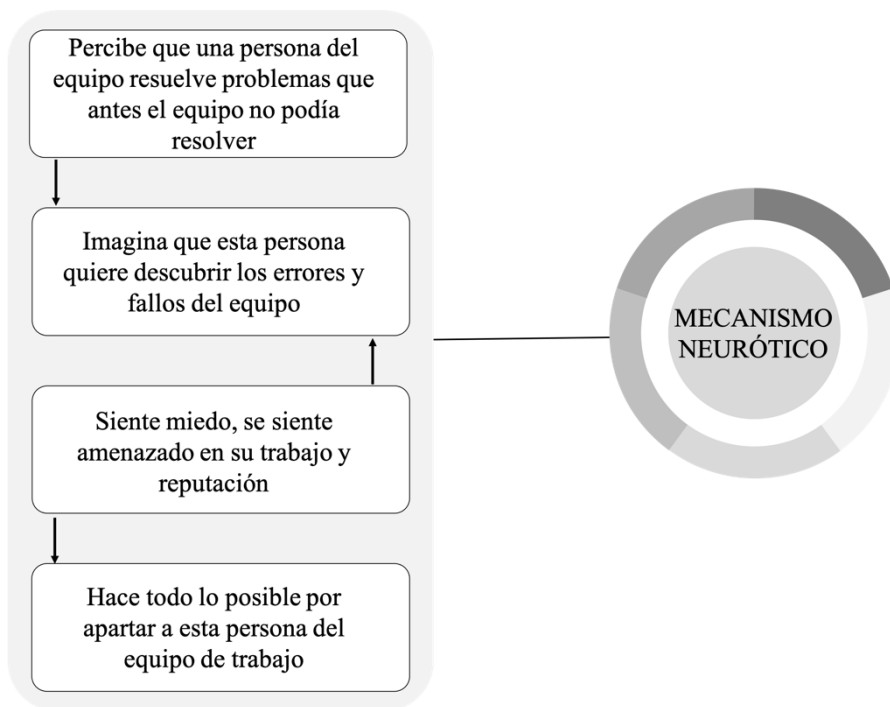 Percibe que una persona del
equipo resuelve problemas que
antes el equipo no podía
resolver
Imagina que esta persona
quiere descubrir los errores y
fallos del equipo
Siente miedo, se siente
amenazado en su trabajo y
reputación
Hace todo lo posible por
apartar a esta persona del
equipo de trabajo
MECANISMO
NEURÓTICO